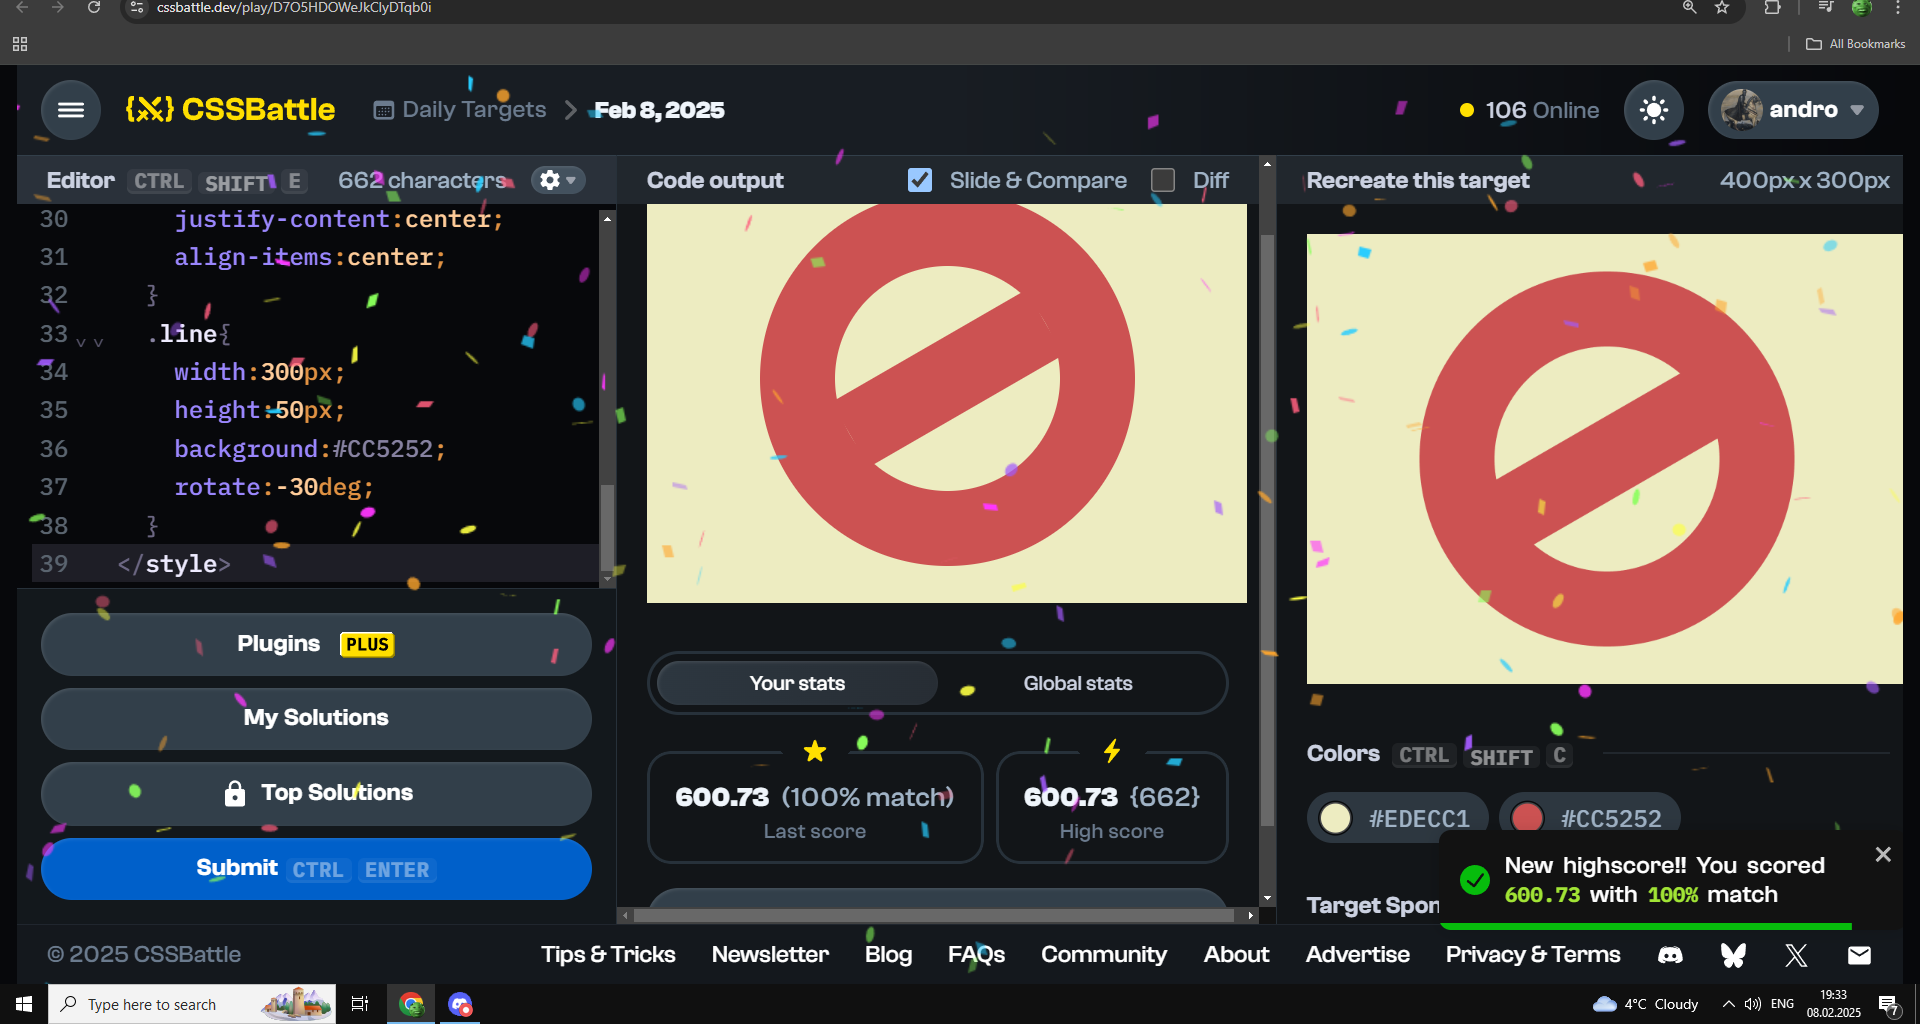 cssbattle.dev/play/D7O5HDOWeJkClyDTqb0i
All Bookmarks
{X} CSSBattle
Daily Targets
Feb 8, 2025
106 Online
andro
Editor CTRL SHIFT E
662 characters
Code output
Slide & Compare
Diff
Recreate this target
400px x 300px
30 justify-content:center;
31 align-items:center;
32 }
33 .line{
34 width:300px;
35 height:50px;
36 background:#CC5252;
37 rotate:-30deg;
38 }
39 </style>
Plugins PLUS
My Solutions
Top Solutions
Submit CTRL ENTER
Your stats
Global stats
600.73 (100% match)
Last score
600.73 {662}
High score
Colors CTRL SHIFT C
#EDECC1
#CC5252
Target Spon
New highscore!! You scored
600.73 with 100% match
© 2025 CSSBattle
Tips & Tricks
Newsletter
Blog
FAQs
Community
About
Advertise
Privacy & Terms
Type here to search
4°C Cloudy
ENG
19:33
08.02.2025
7